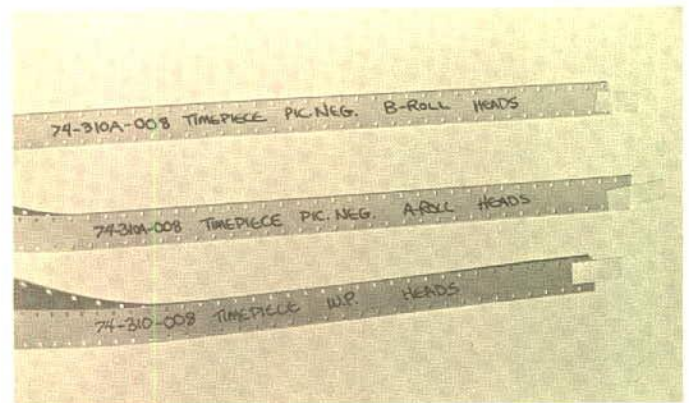 74-310A-008 TIMEPIECE PIC.NEG. B-ROLL HEADS
74-310A-008 TIMEPIECE PIC. NEG. A-ROLL HEADS
74-310-008 TIMEPIECE W.P. HEADS